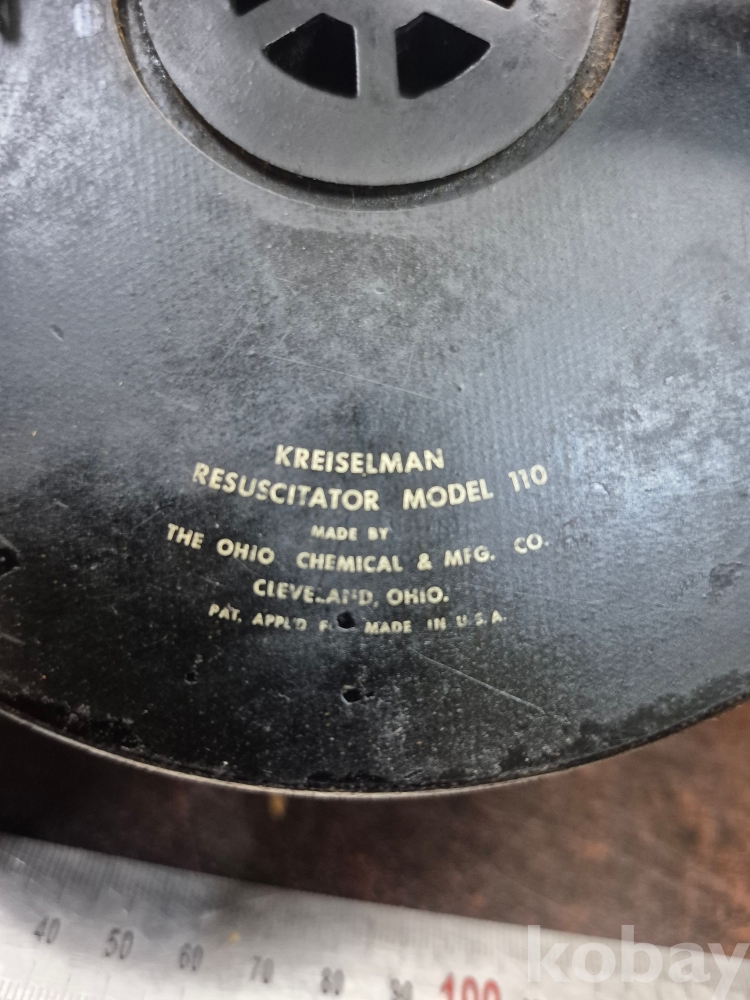 KREISELMAN
RESUSCITATOR MODEL 110
MADE BY
THE OHIO CHEMICAL & MFG. CO.
CLEVELAND, OHIO.
PAT. APPL'D MADE IN U.S.A.
40 50 60 70 80 90 100
kobay